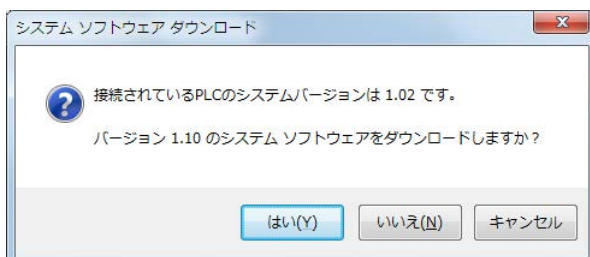 システム ソフトウェア ダウンロード
接続されているPLCのシステムバージョンは 1.02 です。
バージョン 1.10 のシステム ソフトウェアをダウンロードしますか？
はい(Y)
いいえ(N)
キャンセル